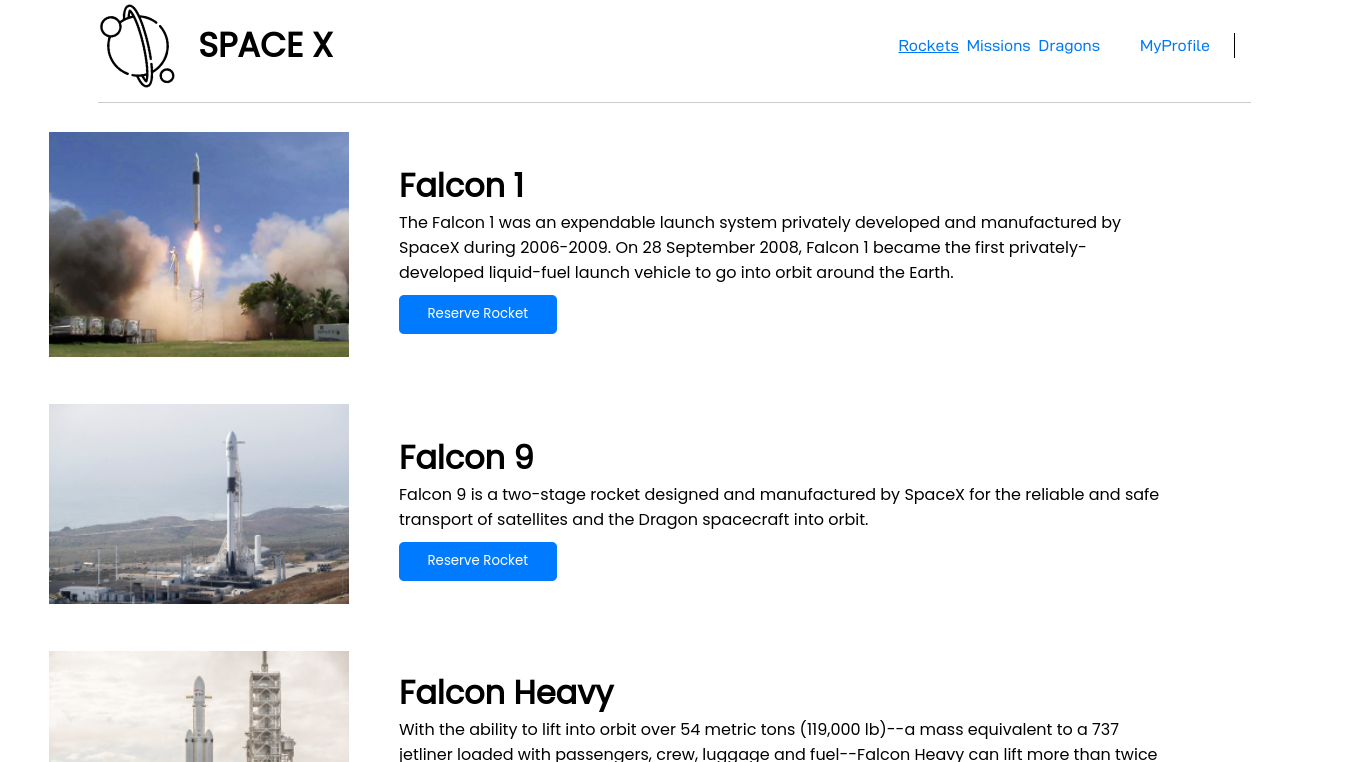 SPACE X
Rockets Missions Dragons MyProfile
Falcon 1
The Falcon 1 was an expendable launch system privately developed and manufactured by
SpaceX during 2006-2009. On 28 September 2008, Falcon 1 became the first privately-
developed liquid-fuel launch vehicle to go into orbit around the Earth.
Reserve Rocket
Falcon 9
Falcon 9 is a two-stage rocket designed and manufactured by SpaceX for the reliable and safe
transport of satellites and the Dragon spacecraft into orbit.
Reserve Rocket
Falcon Heavy
With the ability to lift into orbit over 54 metric tons (119,000 lb)--a mass equivalent to a 737
jetliner loaded with passengers, crew, luggage and fuel--Falcon Heavy can lift more than twice